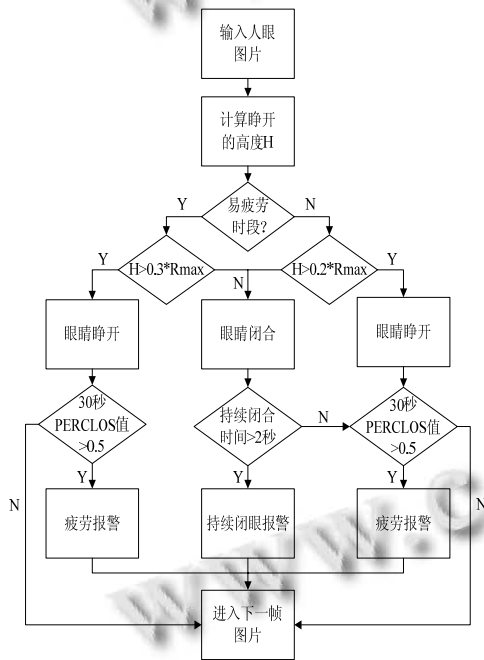 输入人眼
图片
计算睁开
的高度H
易疲劳
时段?
Y
N
H>0.3*Rmax
H>0.2*Rmax
Y
N
Y
眼睛睁开
眼睛闭合
眼睛睁开
30秒
PERCLOS值
>0.5
持续闭合
时间>2秒
N
30秒
PERCLOS值
>0.5
N
Y
Y
Y
N
疲劳报警
持续闭眼报警
疲劳报警
进入下一帧
图片
www.c